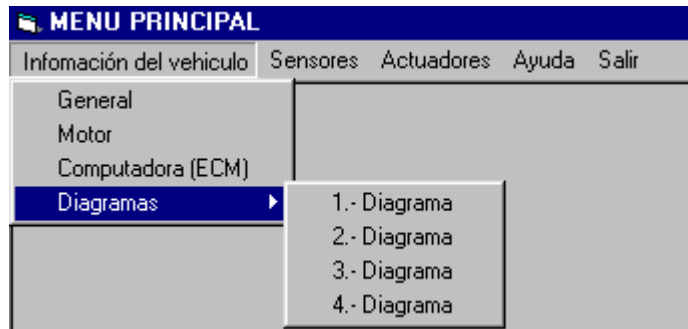 MENU PRINCIPAL
Infomación del vehiculo Sensores Actuadores Ayuda Salir
General
Motor
Computadora (ECM)
Diagramas
1.- Diagrama
2.- Diagrama
3.- Diagrama
4.- Diagrama